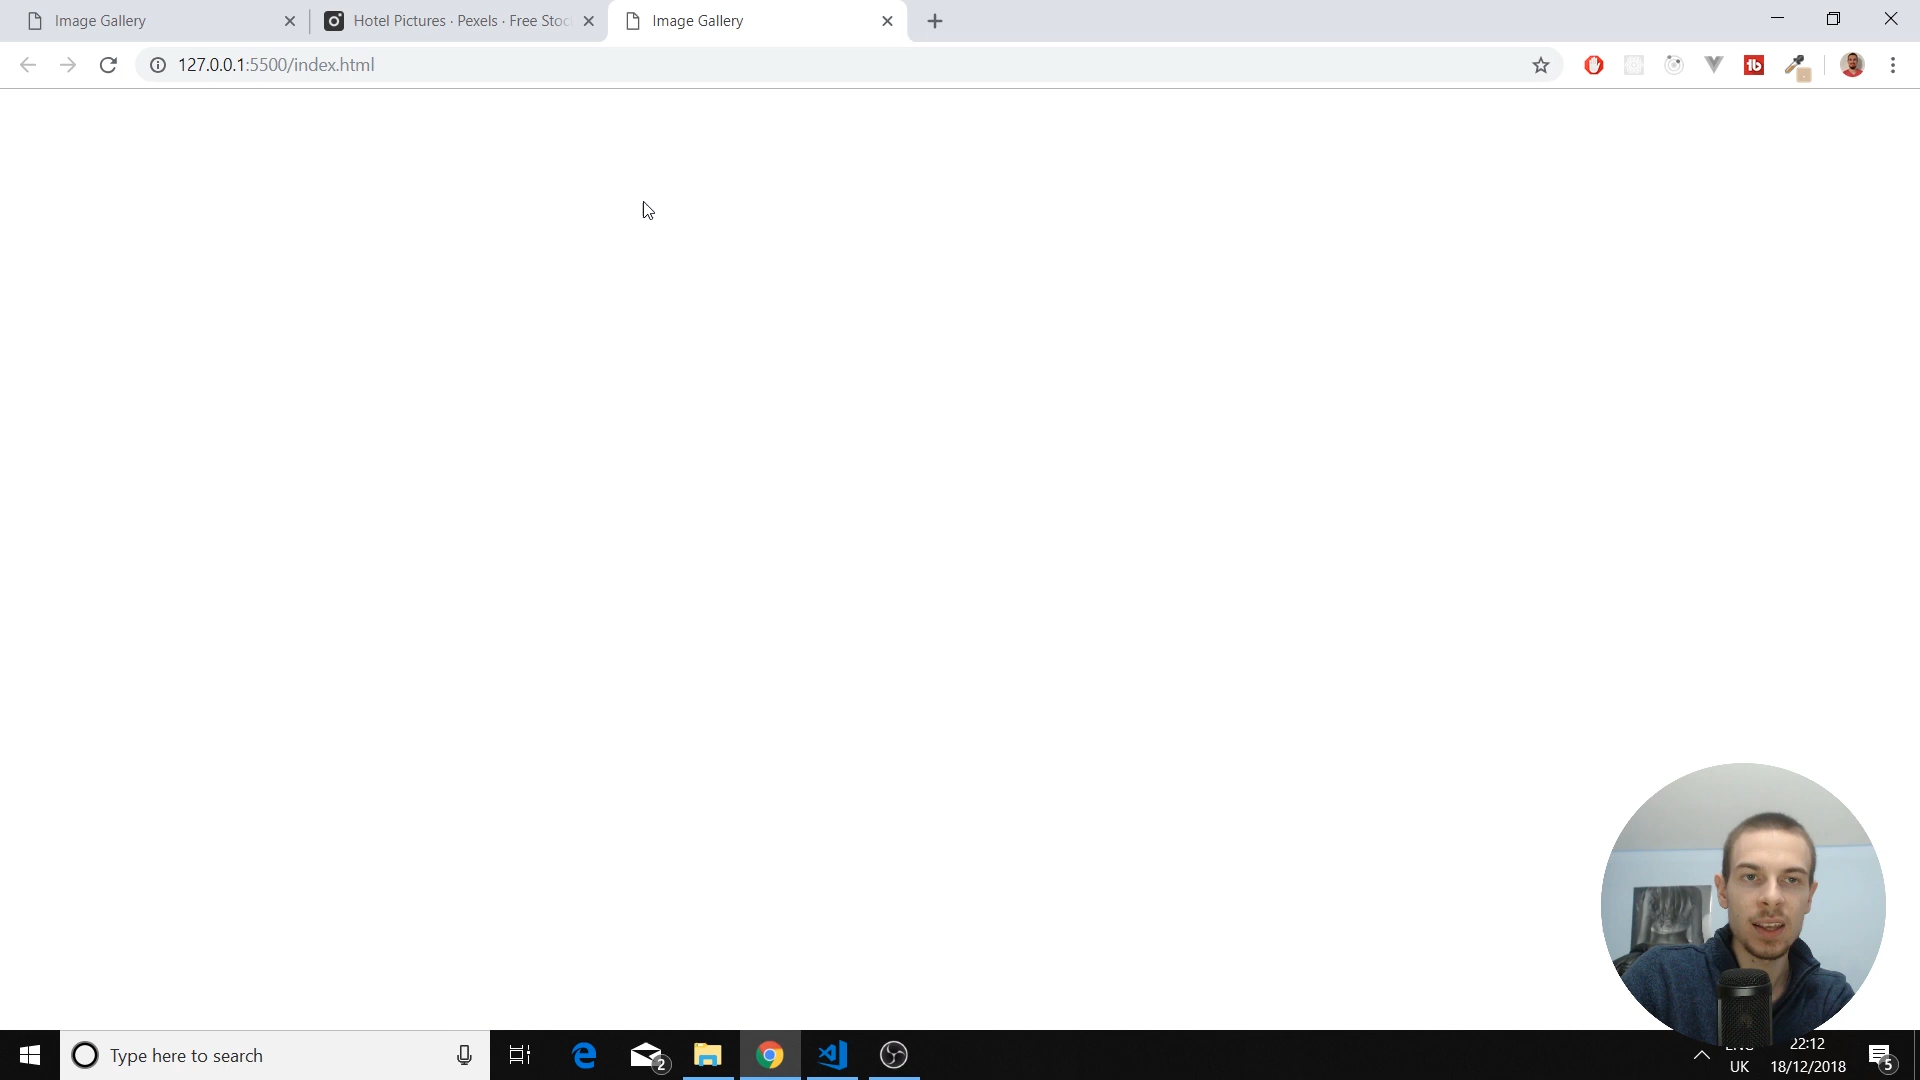 Image Gallery
Hotel Pictures · Pexels · Free Stoc
Image Gallery
127.0.0.1:5500/index.html
Type here to search
2
22:12
UK
18/12/2018
5